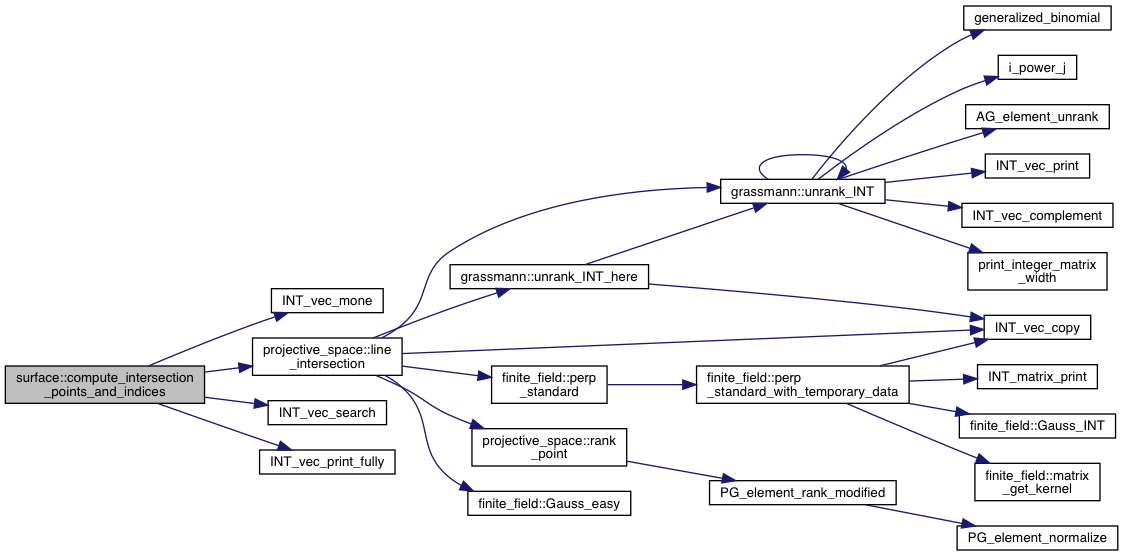 generalized_binomial
i_power_j
AG_element_unrank
INT_vec_print
grassmann::unrank_INT
INT_vec_complement
print_integer_matrix
_width
grassmann::unrank_INT_here
INT_vec_mone
INT_vec_copy
projective_space::line
_intersection
surface::compute_intersection
_points_and_indices
finite_field::perp
_standard
finite_field::perp
_standard_with_temporary_data
INT_matrix_print
INT_vec_search
finite_field::Gauss_INT
projective_space::rank
_point
INT_vec_print_fully
finite_field::matrix
_get_kernel
PG_element_rank_modified
finite_field::Gauss_easy
PG_element_normalize